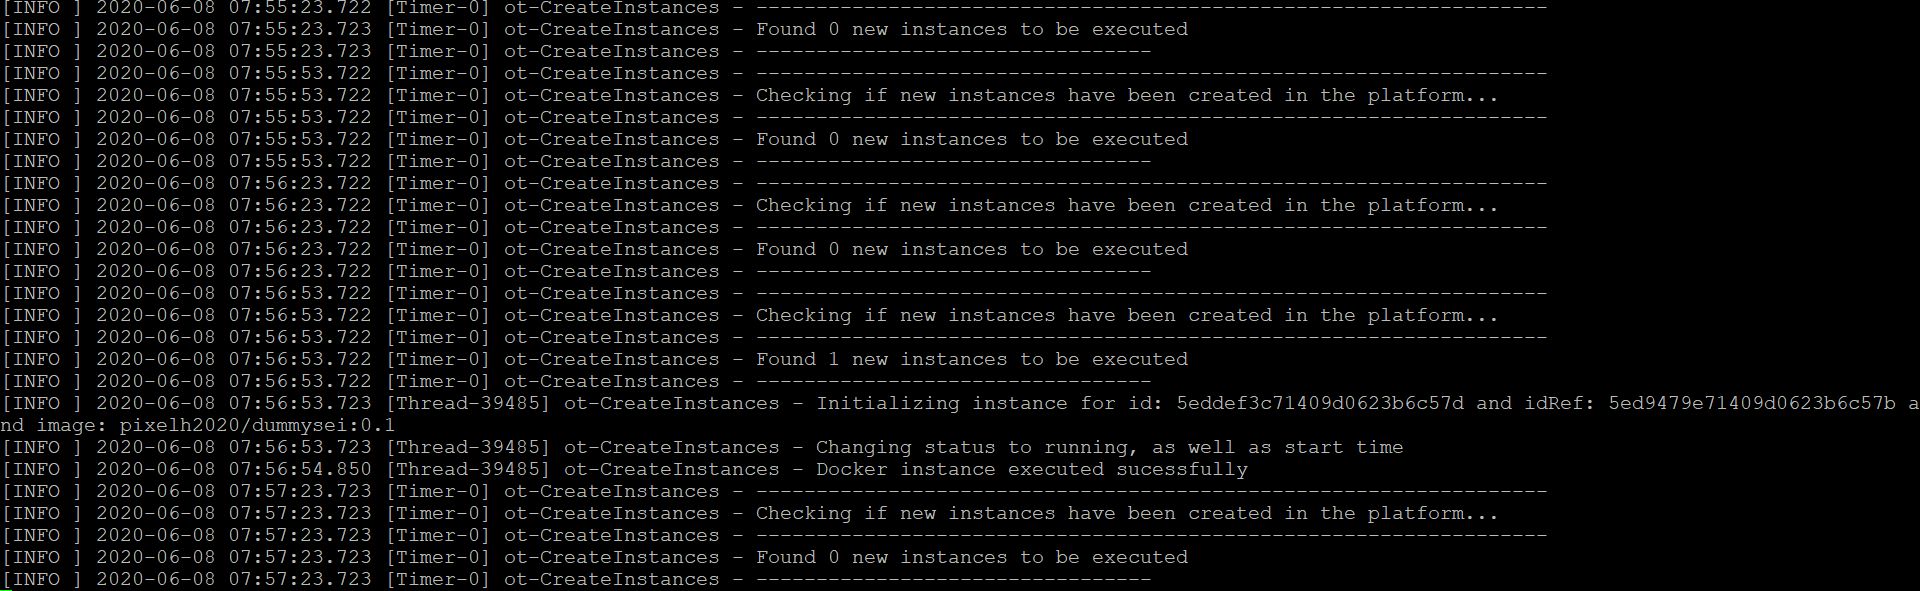 [INFO ] 2020-06-08 07:55:23.722 [Timer-0] ot-CreateInstances - ------------------------------------------------------------------
[INFO ] 2020-06-08 07:55:23.723 [Timer-0] ot-CreateInstances - Found 0 new instances to be executed
[INFO ] 2020-06-08 07:55:23.723 [Timer-0] ot-CreateInstances - ---------------------------------
[INFO ] 2020-06-08 07:55:53.722 [Timer-0] ot-CreateInstances - ------------------------------------------------------------------
[INFO ] 2020-06-08 07:55:53.722 [Timer-0] ot-CreateInstances - Checking if new instances have been created in the platform...
[INFO ] 2020-06-08 07:55:53.722 [Timer-0] ot-CreateInstances - ------------------------------------------------------------------
[INFO ] 2020-06-08 07:55:53.722 [Timer-0] ot-CreateInstances - Found 0 new instances to be executed
[INFO ] 2020-06-08 07:55:53.722 [Timer-0] ot-CreateInstances - ---------------------------------
[INFO ] 2020-06-08 07:56:23.722 [Timer-0] ot-CreateInstances - ------------------------------------------------------------------
[INFO ] 2020-06-08 07:56:23.722 [Timer-0] ot-CreateInstances - Checking if new instances have been created in the platform...
[INFO ] 2020-06-08 07:56:23.722 [Timer-0] ot-CreateInstances - ------------------------------------------------------------------
[INFO ] 2020-06-08 07:56:23.722 [Timer-0] ot-CreateInstances - Found 0 new instances to be executed
[INFO ] 2020-06-08 07:56:23.722 [Timer-0] ot-CreateInstances - ---------------------------------
[INFO ] 2020-06-08 07:56:53.722 [Timer-0] ot-CreateInstances - ------------------------------------------------------------------
[INFO ] 2020-06-08 07:56:53.722 [Timer-0] ot-CreateInstances - Checking if new instances have been created in the platform...
[INFO ] 2020-06-08 07:56:53.722 [Timer-0] ot-CreateInstances - ------------------------------------------------------------------
[INFO ] 2020-06-08 07:56:53.722 [Timer-0] ot-CreateInstances - Found 1 new instances to be executed
[INFO ] 2020-06-08 07:56:53.722 [Timer-0] ot-CreateInstances - ---------------------------------
[INFO ] 2020-06-08 07:56:53.723 [Thread-39485] ot-CreateInstances - Initializing instance for id: 5eddef3c71409d0623b6c57d and idRef: 5ed9479e71409d0623b6c57b a
nd image: pixelh2020/dummysei:0.1
[INFO ] 2020-06-08 07:56:53.723 [Thread-39485] ot-CreateInstances - Changing status to running, as well as start time
[INFO ] 2020-06-08 07:56:54.850 [Thread-39485] ot-CreateInstances - Docker instance executed sucessfully
[INFO ] 2020-06-08 07:57:23.723 [Timer-0] ot-CreateInstances - ------------------------------------------------------------------
[INFO ] 2020-06-08 07:57:23.723 [Timer-0] ot-CreateInstances - Checking if new instances have been created in the platform...
[INFO ] 2020-06-08 07:57:23.723 [Timer-0] ot-CreateInstances - ------------------------------------------------------------------
[INFO ] 2020-06-08 07:57:23.723 [Timer-0] ot-CreateInstances - Found 0 new instances to be executed
[INFO ] 2020-06-08 07:57:23.723 [Timer-0] ot-CreateInstances - ---------------------------------